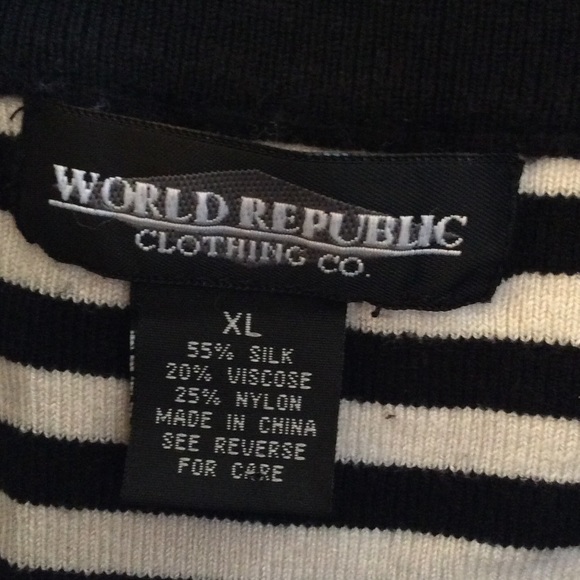 WORLD REPUBLIC
CLOTHING CO.
XL
55% SILK
20% VISCOSE
25% NYLON
MADE IN CHINA
SEE REVERSE
FOR CARE